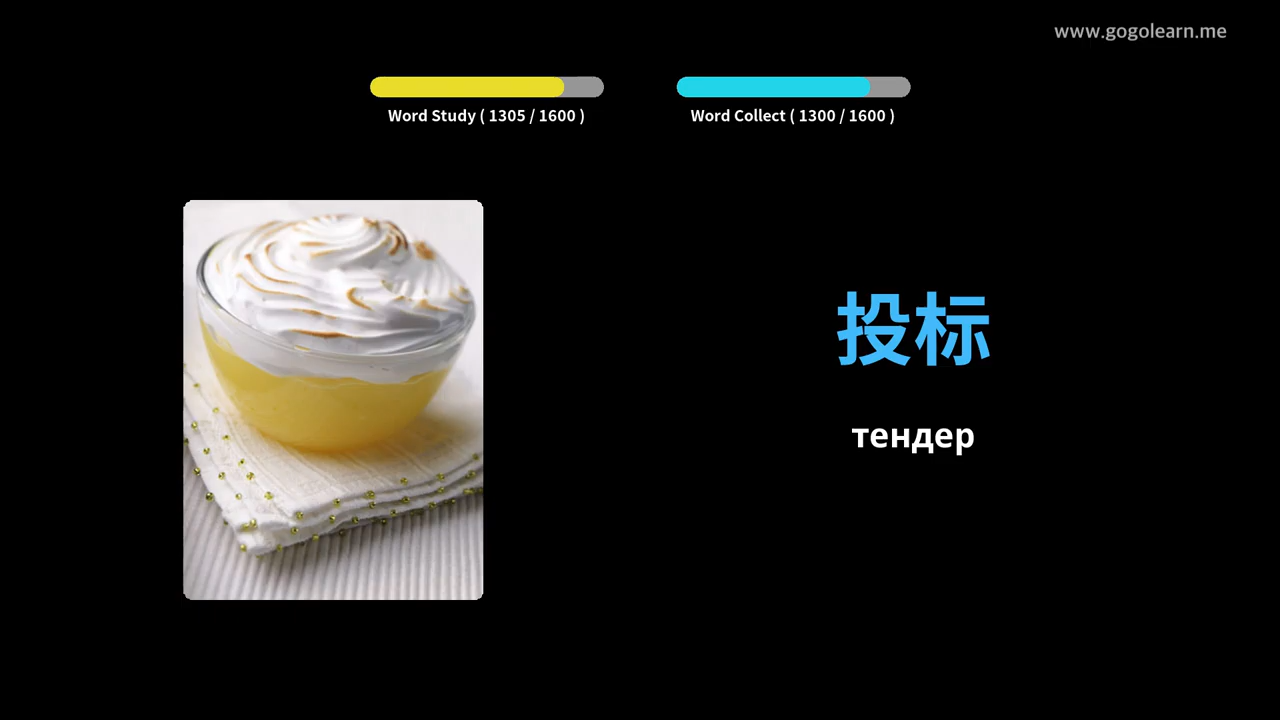 www.gogolearn.me
Word Study ( 1305 / 1600 )
Word Collect ( 1300 / 1600 )
投标
тендер